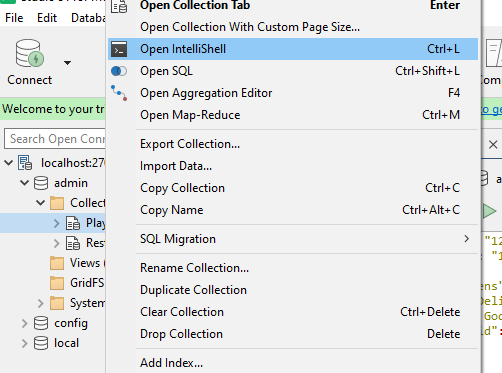 File Edit Databa
Connect
Welcome to your tr
Search Open Conn
localhost:270
admin
Collect
Play
Rest
Views (
GridFS
System
config
local
Open Collection Tab Enter
Open Collection With Custom Page Size...
Open IntelliShell Ctrl+L
Open SQL Ctrl+Shift+L
Open Aggregation Editor F4
Open Map-Reduce Ctrl+M
Export Collection...
Import Data...
Copy Collection Ctrl+C
Copy Name Ctrl+Alt+C
SQL Migration
Rename Collection...
Duplicate Collection
Clear Collection Ctrl+Delete
Drop Collection Delete
Add Index...
to ge
"12
: "1
ens"
Deli
Goo
d":